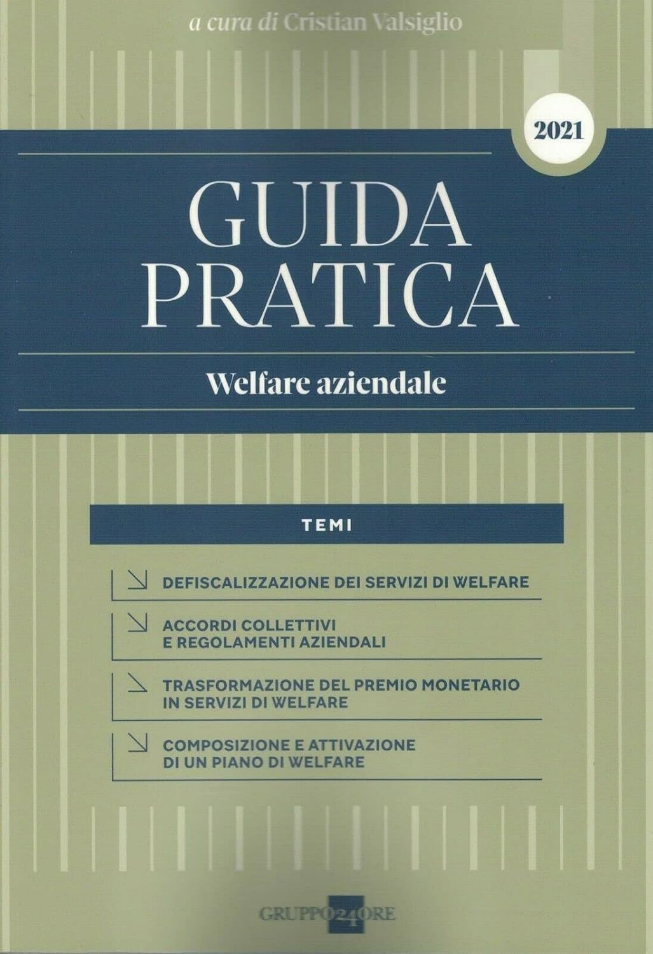 a cura di Cristian Valsiglio
2021
GUIDA
PRATICA
Welfare aziendale
TEMI
DEFISCALIZZAZIONE DEI SERVIZI DI WELFARE
ACCORDI COLLETTIVI
E REGOLAMENTI AZIENDALI
TRASFORMAZIONE DEL PREMIO MONETARIO
IN SERVIZI DI WELFARE
COMPOSIZIONE E ATTIVAZIONE
DI UN PIANO DI WELFARE
GRUPPO24ORE